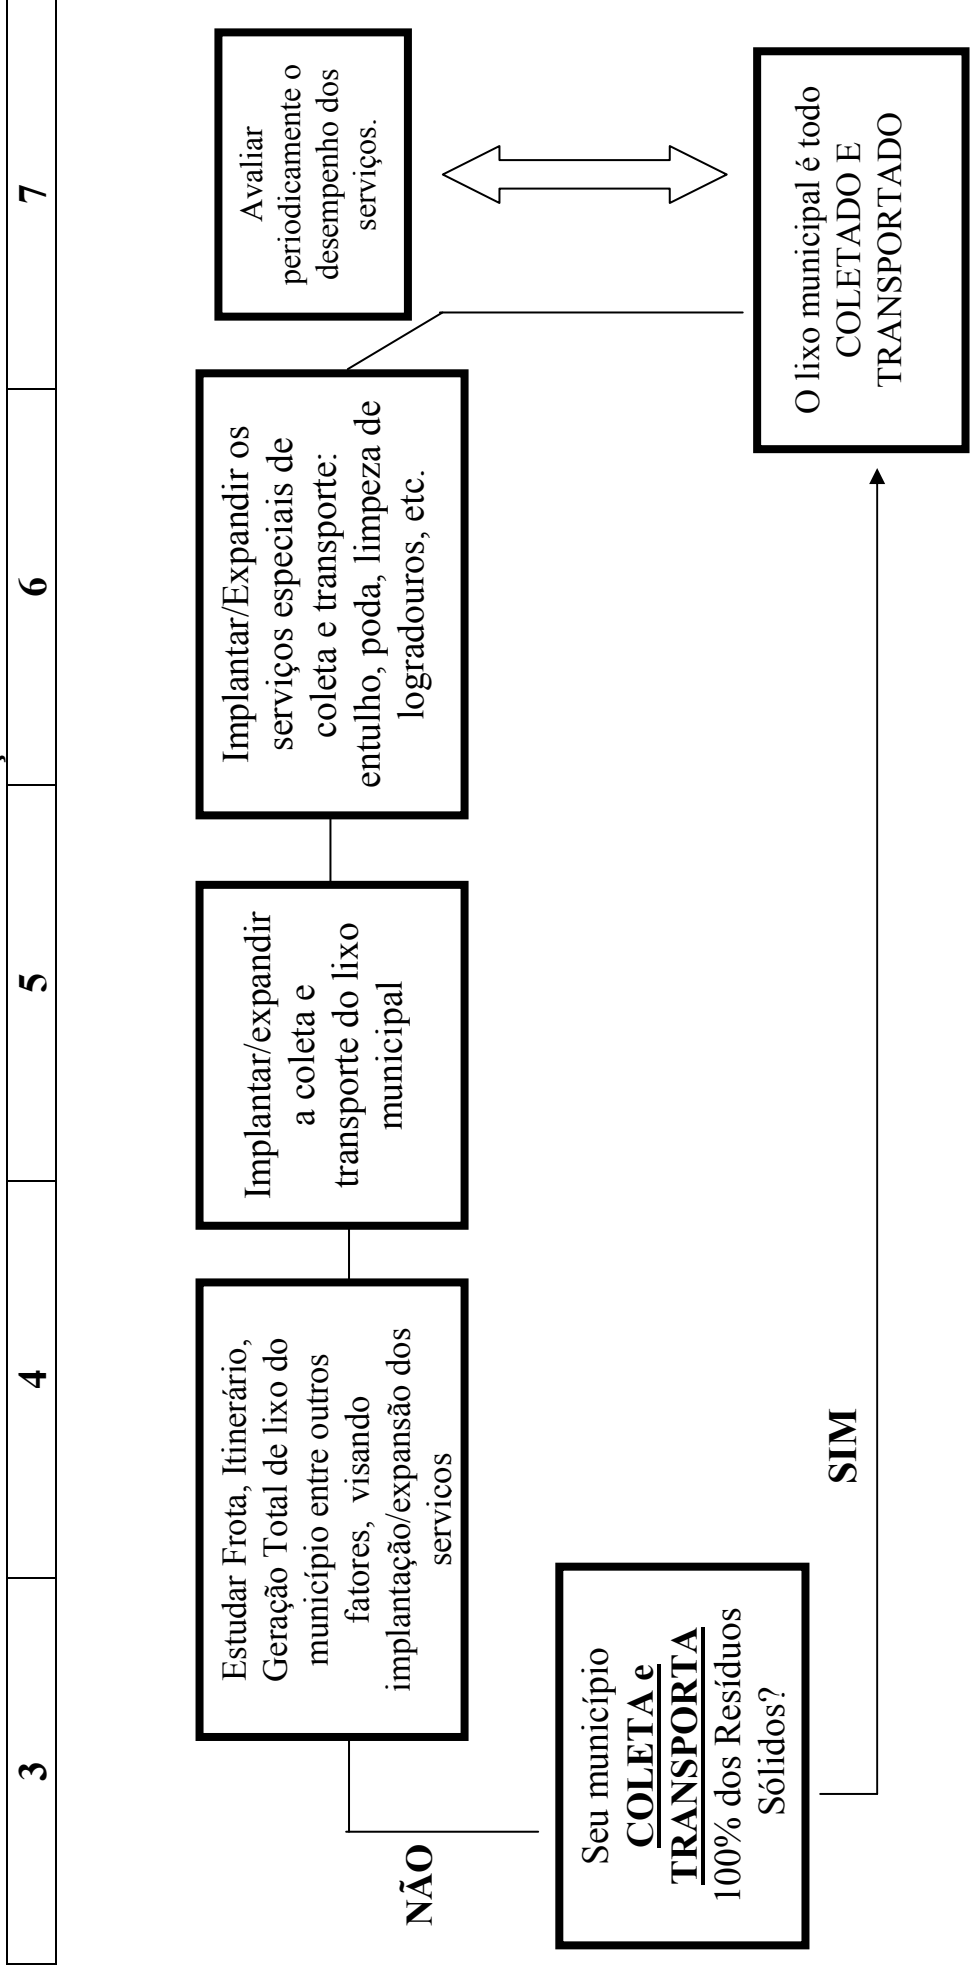 3
4
5
6
7
Estudar Frota, Itinerário,
Geração Total de lixo do
município entre outros
fatores, visando
implantação/expansão dos
servicos
Implantar/expandir
a coleta e
transporte do lixo
municipal
Implantar/Expandir os
serviços especiais de
coleta e transporte:
entulho, poda, limpeza de
logradouros, etc.
Avaliar
periodicamente o
desempenho dos
serviços.
NÃO
Seu município
COLETA e
TRANSPORTA
100% dos Resíduos
Sólidos?
SIM
O lixo municipal é todo
COLETADO E
TRANSPORTADO